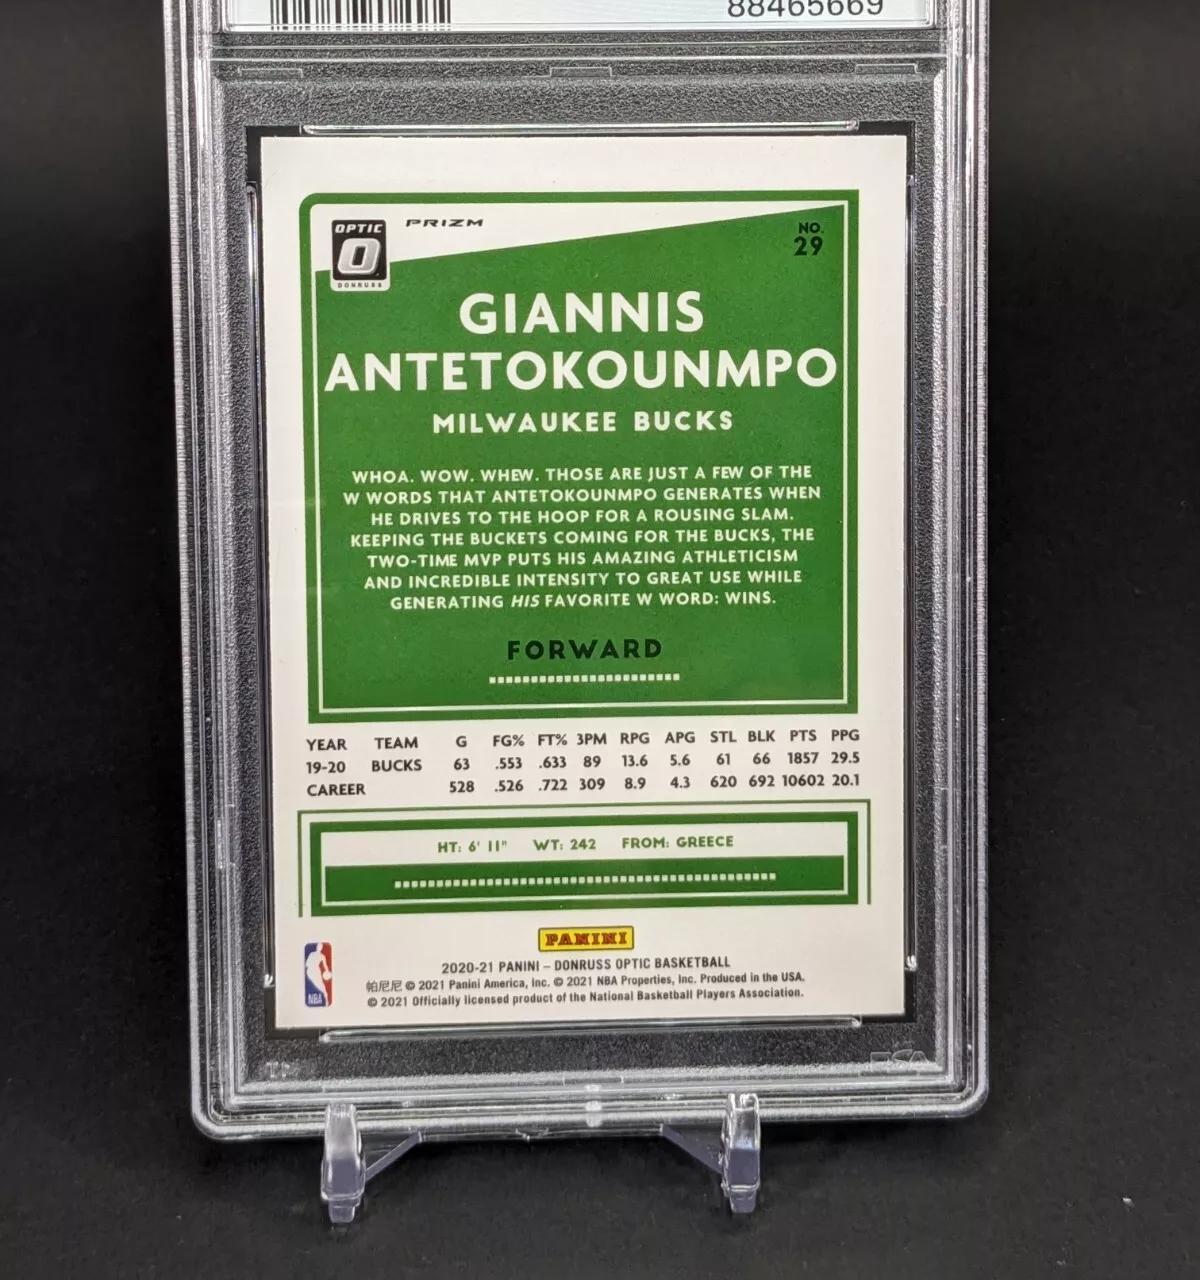 88465669
OPTIC
O
DONRUSS
PRIZM
NO.
29
GIANNIS
ANTETOKOUNMPO
MILWAUKEE BUCKS
WHOA. WOW. WHEW. THOSE ARE JUST A FEW OF THE
W WORDS THAT ANTETOKOUNMPO GENERATES WHEN
HE DRIVES TO THE HOOP FOR A ROUSING SLAM.
KEEPING THE BUCKETS COMING FOR THE BUCKS, THE
TWO-TIME MVP PUTS HIS AMAZING ATHLETICISM
AND INCREDIBLE INTENSITY TO GREAT USE WHILE
GENERATING HIS FAVORITE W WORD: WINS.
FORWARD
YEAR TEAM G FG% FT% 3PM RPG APG STL BLK PTS PPG
19-20 BUCKS 63 .553 .633 89 13.6 5.6 61 66 1857 29.5
CAREER 528 .526 .722 309 8.9 4.3 620 692 10602 20.1
HT: 6' 11" WT: 242 FROM: GREECE
PANINI
NBA
2020-21 PANINI – DONRUSS OPTIC BASKETBALL
帕尼尼 © 2021 Panini America, Inc. © 2021 NBA Properties, Inc. Produced in the USA.
© 2021 Officially licensed product of the National Basketball Players Association.
PSA